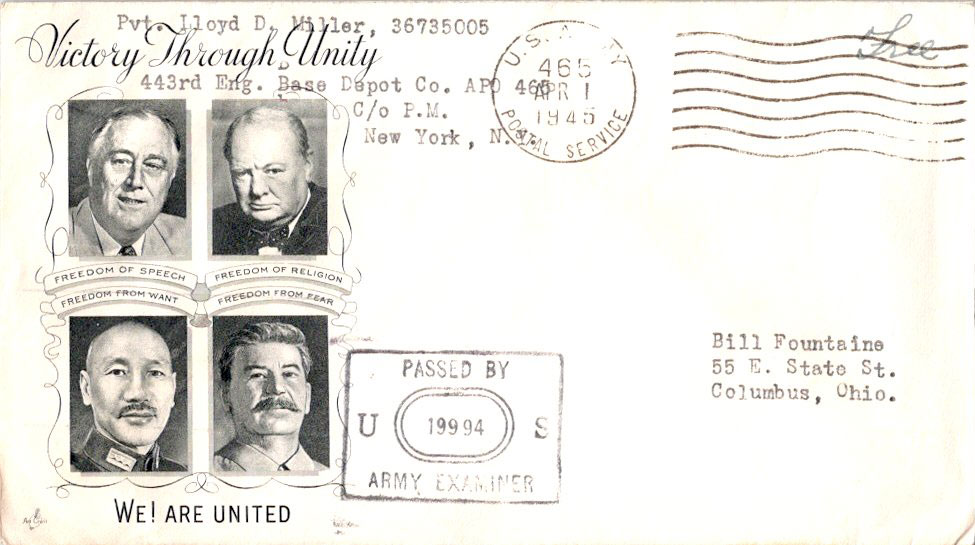 Pvt. Lloyd D. Miller, 36735005
Victory Through Unity
443rd Eng. Base Depot Co. APO 465
C/o P.M.
New York, N.Y.
U.S. ARMY
465
APR 1
1945
POSTAL SERVICE
Free
FREEDOM OF SPEECH
FREEDOM OF RELIGION
FREEDOM FROM WANT
FREEDOM FROM FEAR
Bill Fountaine
55 E. State St.
Columbus, Ohio.
PASSED BY
U 19994 S
ARMY EXAMINER
WE! ARE UNITED